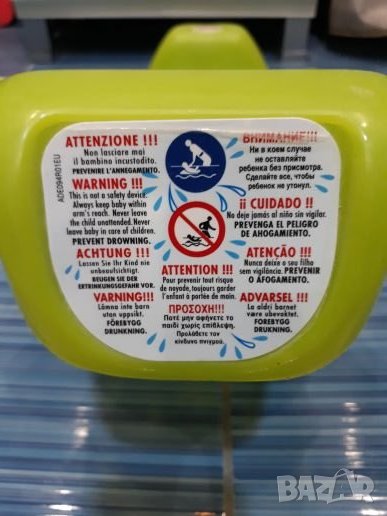 ATTENZIONE !!!
Non lasciare mai
il bambino incustodito.
PREVENIRE L'ANNEGAMENTO.
WARNING !!!
This is not a safety device.
Always keep baby within
arm's reach. Never leave
the child unattended. Never
leave baby in care of children.
PREVENT DROWNING.
ACHTUNG !!!
Lassen Sie Ihr Kind nie
unbeaufsichtigt.
BEUGEN SIE DER
ERTRINKUNGSGEFAHR VOR.
VARNING!!!
Lämna inte barn
utan uppsikt.
FÖREBYGG
DRUNKNING.
ATTENTION !!!
Pour prevenir tout risque
de noyade, toujours garder
l'enfant à portée de main.
ΠΡΟΣΟΧΗ!!!
Ποτέ μην αφήνετε το
παιδί χωρίς επίβλεψη.
Προλάβετε τον
κίνδυνο πνιγμού.
ВНИМАНИЕ!!!
Ни в коем случае
не оставляйте
ребенка без присмотра.
Сделайте все, чтобы
ребенок не утонул.
¡¡ CUIDADO !!
No deje jamás al niño sin vigilar.
PREVENGA EL PELIGRO
DE AHOGAMIENTO.
ATENÇÃO !!!
Nunca deixe o seu filho
sem vigilância. PREVENIR
O AFOGAMENTO.
ADVARSEL !!!
La aldri barnet
være ubevoktet.
FOREBYGG
DRUKNING.
ADE094R01EU
BAZAR